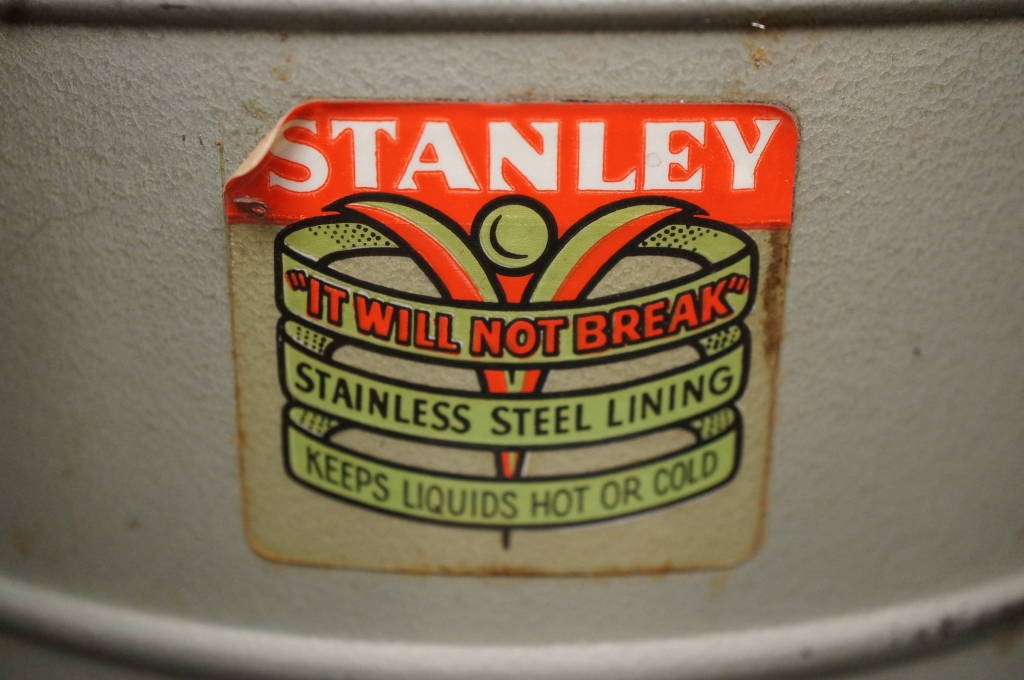 STANLEY
"IT WILL NOT BREAK"
STAINLESS STEEL LINING
KEEPS LIQUIDS HOT OR COLD